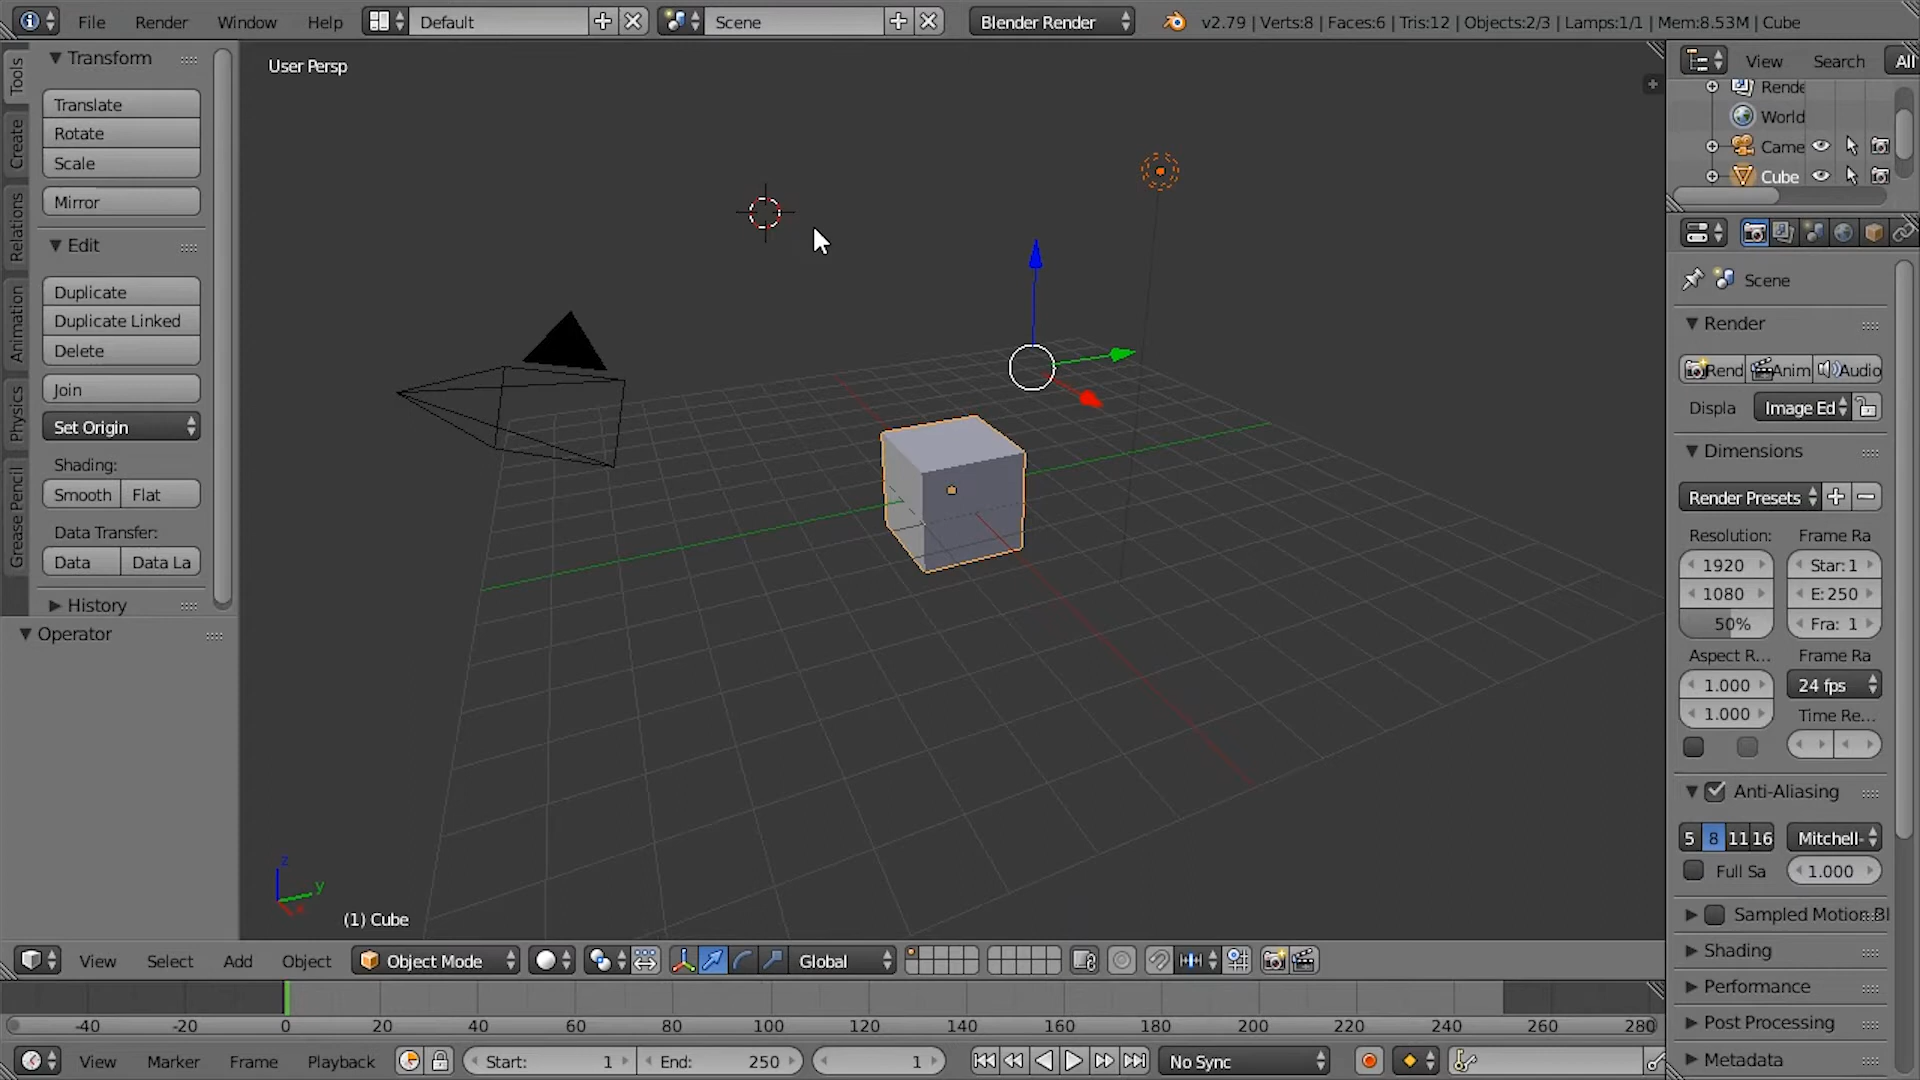 File Render Window Help Default Scene Blender Render v2.79 | Verts:8 | Faces:6 | Tris:12 | Objects:2/3 | Lamps:1/1 | Mem:8.53M | Cube
Tools
Create
Relations
Animation
Physics
Grease Pencil
Transform
Translate
Rotate
Scale
Mirror
Edit
Duplicate
Duplicate Linked
Delete
Join
Set Origin
Shading:
Smooth Flat
Data Transfer:
Data Data La
History
Operator
User Persp
z
y
(1) Cube
View Search All
Rende
World
Came
Cube
Scene
Render
Rend Anim Audio
Displa Image Ed
Dimensions
Render Presets
Resolution: Frame Ra
1920 Star: 1
1080 E: 250
50% Fra: 1
Aspect R... Frame Ra
1.000 24 fps
1.000 Time Re...
Anti-Aliasing
5 8 11 16 Mitchell-
Full Sa 1.000
Sampled Motion Bl
Shading
Performance
Post Processing
Metadata
View Select Add Object Object Mode Global
-40 -20 0 20 40 60 80 100 120 140 160 180 200 220 240 260 280
View Marker Frame Playback Start: 1 End: 250 1 No Sync